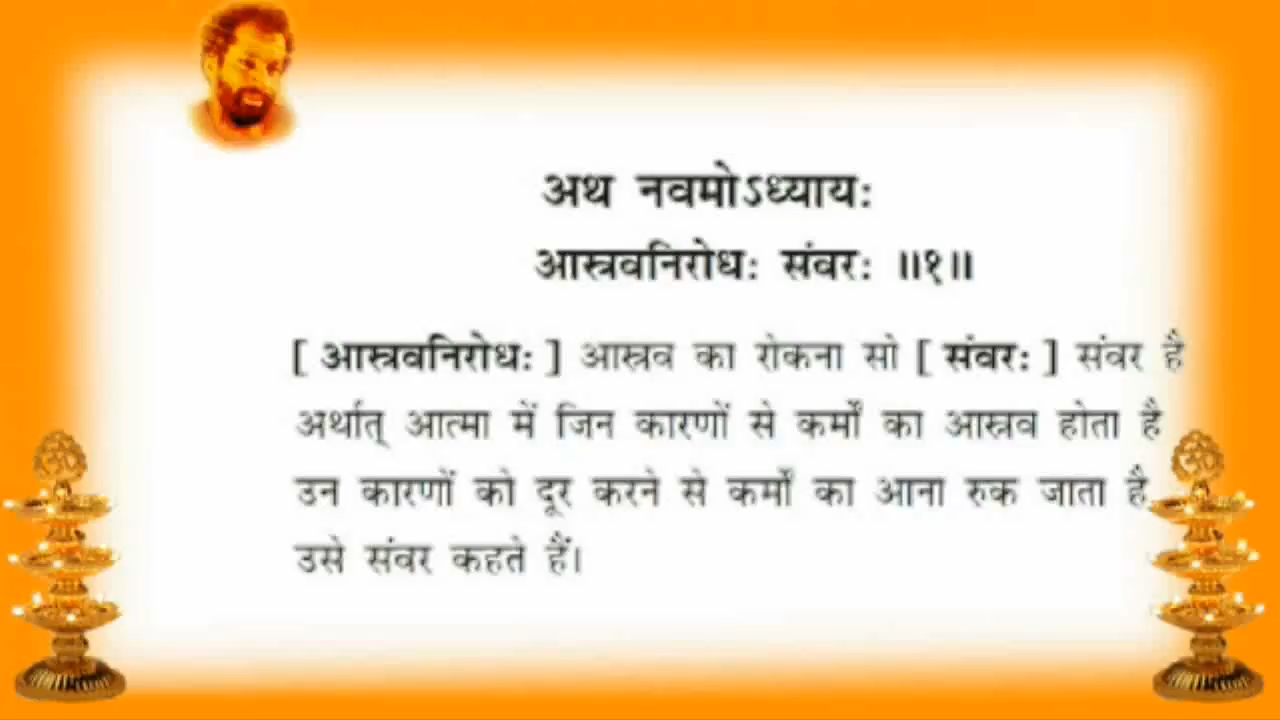 अथ नवमोऽध्यायः
आस्त्रवनिरोधः संवरः ॥१॥
[ आस्त्रवनिरोधः ] आस्त्रव का रोकना सो [ संवरः ] संवर है
अर्थात् आत्मा में जिन कारणों से कर्मों का आस्त्रव होता है
उन कारणों को दूर करने से कर्मों का आना रुक जाता है
उसे संवर कहते हैं।